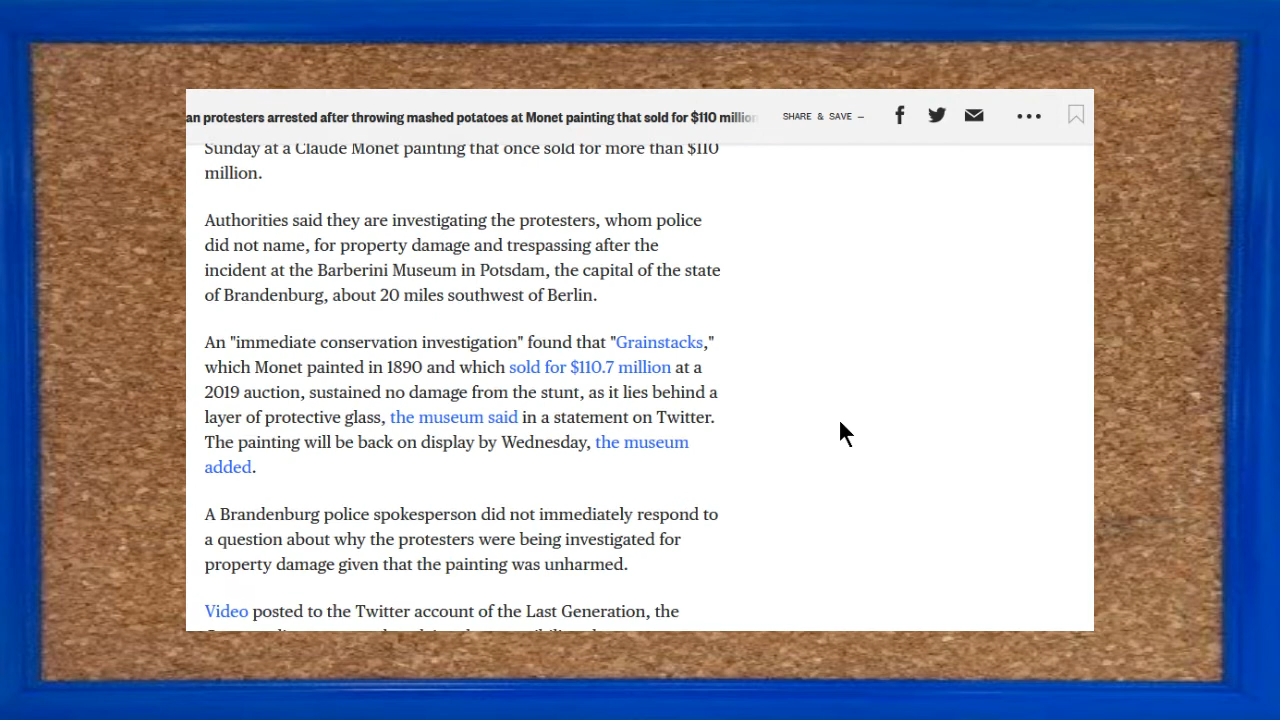 an protesters arrested after throwing mashed potatoes at Monet painting that sold for $110 million
SHARE & SAVE —
Sunday at a Claude Monet painting that once sold for more than $110
million.
Authorities said they are investigating the protesters, whom police
did not name, for property damage and trespassing after the
incident at the Barberini Museum in Potsdam, the capital of the state
of Brandenburg, about 20 miles southwest of Berlin.
An "immediate conservation investigation" found that "Grainstacks,"
which Monet painted in 1890 and which sold for $110.7 million at a
2019 auction, sustained no damage from the stunt, as it lies behind a
layer of protective glass, the museum said in a statement on Twitter.
The painting will be back on display by Wednesday, the museum
added.
A Brandenburg police spokesperson did not immediately respond to
a question about why the protesters were being investigated for
property damage given that the painting was unharmed.
Video posted to the Twitter account of the Last Generation, the